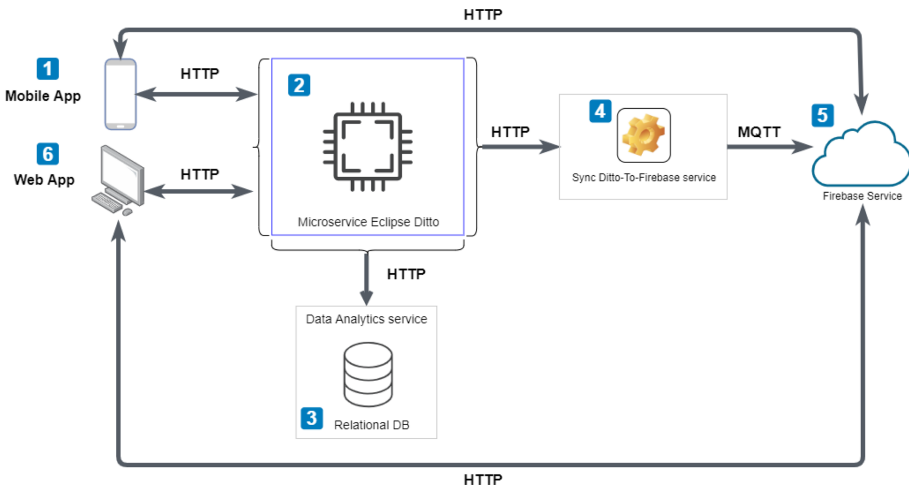 HTTP
1
Mobile App
HTTP
2
HTTP
4
MQTT
5
Sync Ditto-To-Firebase service
6
Web App
HTTP
Firebase Service
Microservice Eclipse Ditto
HTTP
Data Analytics service
3
Relational DB
HTTP